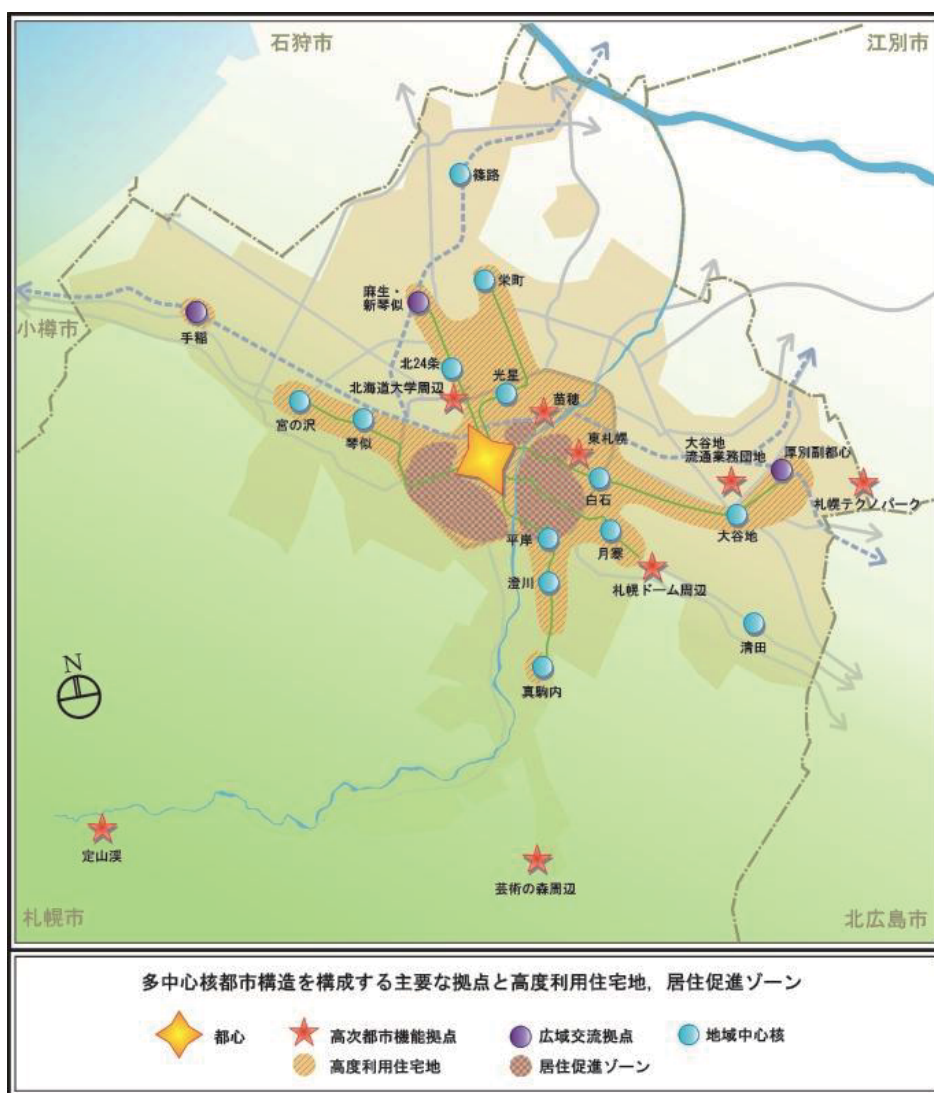 石狩市
江別市
篠路
栄町
麻生・
新琴似
小樽市
手稲
北24条
光星
北海道大学周辺
苗穂
宮の沢
琴似
東札幌
大谷地
流通業務団地
厚別副都心
白石
札幌テクノパーク
大谷地
平岸
月寒
澄川
札幌ドーム周辺
清田
真駒内
N
定山渓
芸術の森周辺
札幌市
北広島市
多中心核都市構造を構成する主要な拠点と高度利用住宅地，居住促進ゾーン
都心
高次都市機能拠点
広域交流拠点
地域中心核
高度利用住宅地
居住促進ゾーン